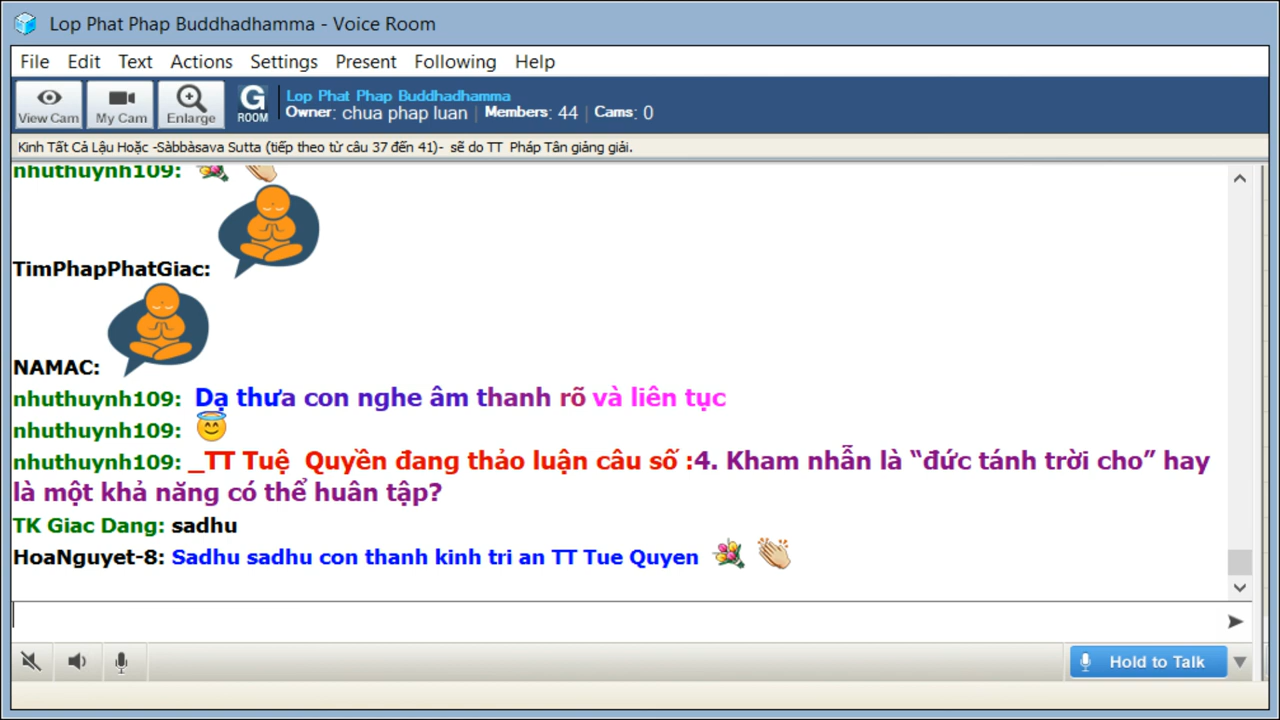 Lop Phat Phap Buddhadhamma - Voice Room
File Edit Text Actions Settings Present Following Help
View Cam My Cam Enlarge G ROOM
Lop Phat Phap Buddhadhamma
Owner: chua phap luan | Members: 44 | Cams: 0
Kinh Tất Cả Lậu Hoặc -Sàbbàsava Sutta (tiếp theo từ câu 37 đến 41)- sẽ do TT Pháp Tân giảng giải.
nhuthuynh109:
TimPhapPhatGiac:
NAMAC:
nhuthuynh109: Dạ thưa con nghe âm thanh rõ và liên tục
nhuthuynh109:
nhuthuynh109: _TT Tuệ Quyền đang thảo luận câu số :4. Kham nhẫn là “đức tánh trời cho” hay
là một khả năng có thể huân tập?
TK Giac Dang: sadhu
HoaNguyet-8: Sadhu sadhu con thanh kinh tri an TT Tue Quyen
Hold to Talk